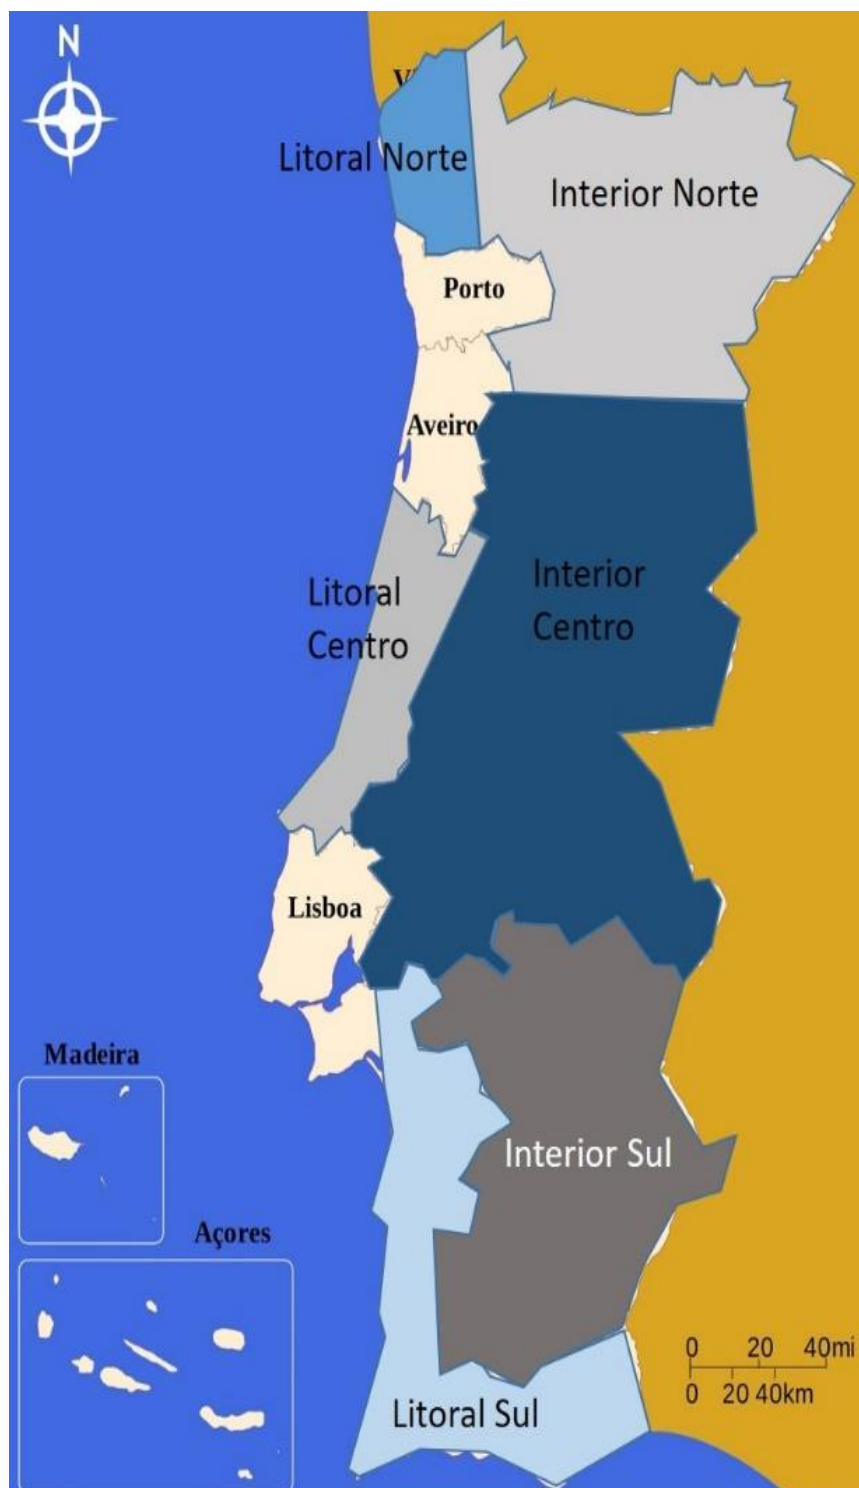 N
Litoral Norte
Interior Norte
Porto
Aveiro
Litoral
Centro
Interior
Centro
Lisboa
Madeira
Interior Sul
Açores
0 20 40mi
0 20 40km
Litoral Sul